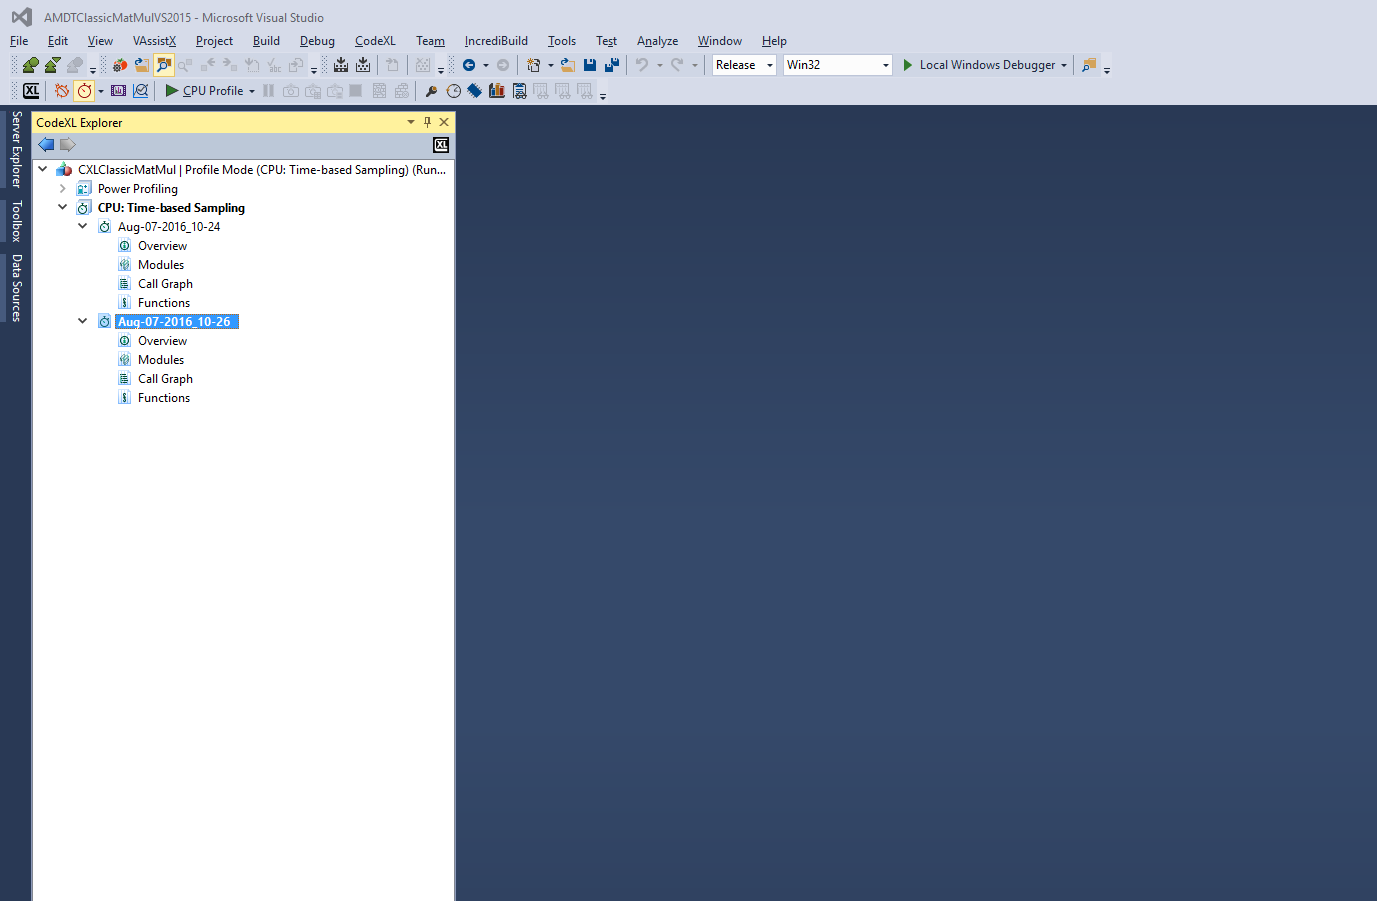 AMDTClassicMatMulVS2015 - Microsoft Visual Studio
File Edit View VAssistX Project Build Debug CodeXL Team IncrediBuild Tools Test Analyze Window Help
Release Win32 Local Windows Debugger
XL CPU Profile
Server Explorer
Toolbox
Data Sources
CodeXL Explorer
XL
CXLClassicMatMul | Profile Mode (CPU: Time-based Sampling) (Run...
Power Profiling
CPU: Time-based Sampling
Aug-07-2016_10-24
Overview
Modules
Call Graph
Functions
Aug-07-2016_10-26
Overview
Modules
Call Graph
Functions